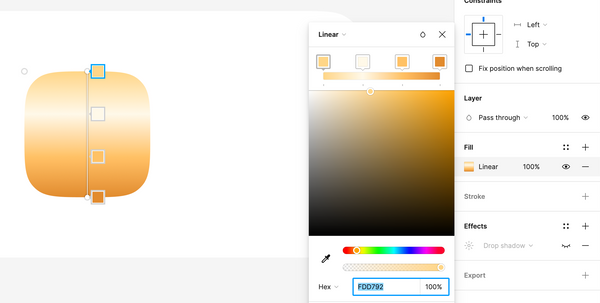 Constraints
Left
Top
Fix position when scrolling
Linear
Layer
Pass through 100%
Fill
Linear 100%
Stroke
Effects
Drop shadow
Export
Hex FDD792 100%